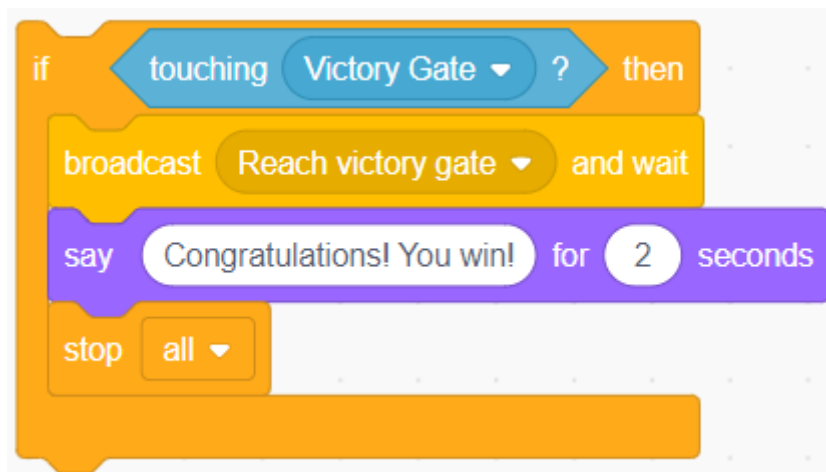 if touching Victory Gate ? then
broadcast Reach victory gate and wait
say Congratulations! You win! for 2 seconds
stop all